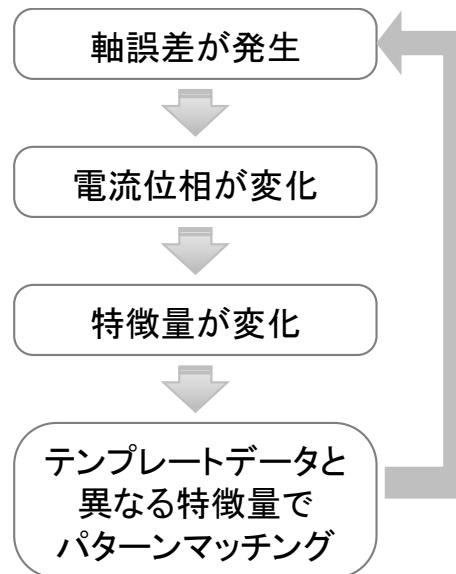 軸誤差が発生
電流位相が変化
特徴量が変化
テンプレートデータと
異なる特徴量で
パターンマッチング